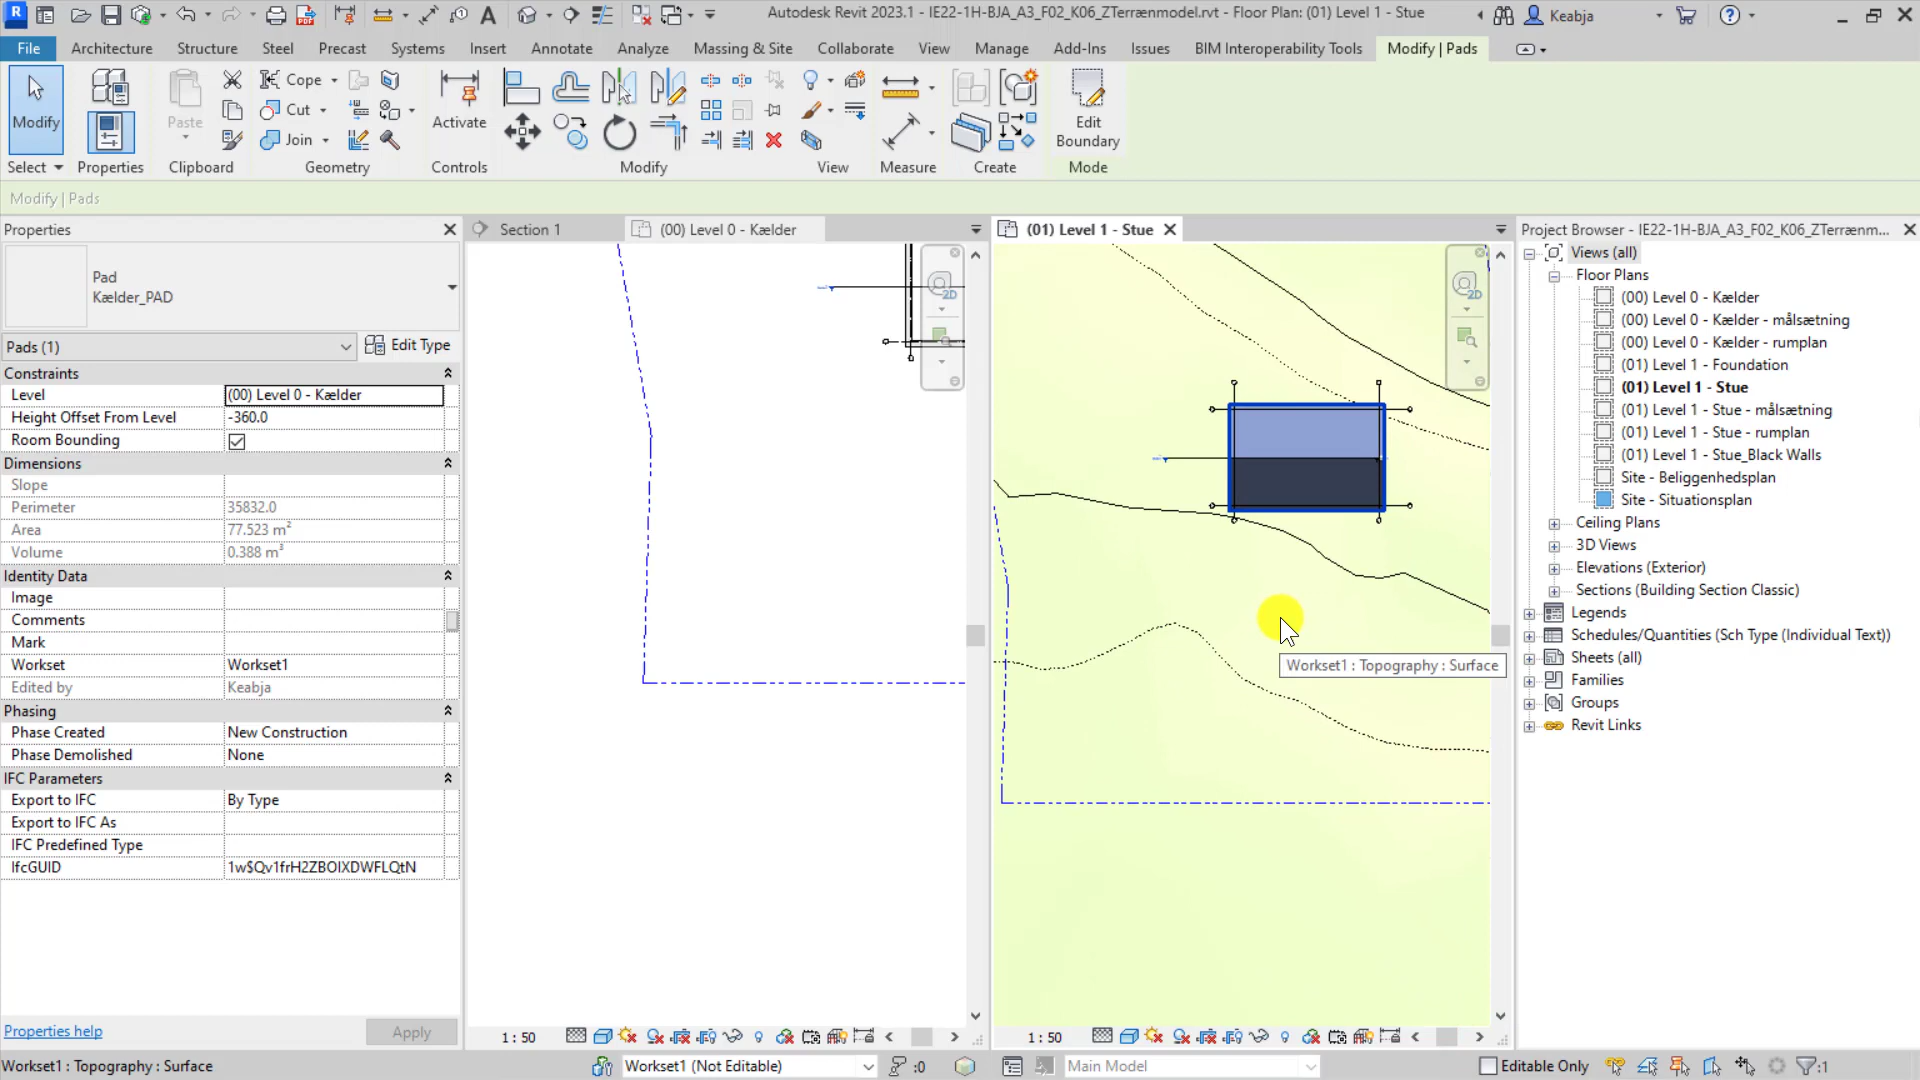 Autodesk Revit 2023.1 - IE22-1H-BJA_A3_F02_K06_ZTerrænmodel.rvt - Floor Plan: (01) Level 1 - Stue
Keabja
File Architecture Structure Steel Precast Systems Insert Annotate Analyze Massing & Site Collaborate View Manage Add-Ins Issues BIM Interoperability Tools Modify | Pads
Modify Paste Cope Cut Join Activate Edit Boundary
Select Properties Clipboard Geometry Controls Modify View Measure Create Mode
Modify | Pads
Properties
Pad
Kælder_PAD
Pads (1) Edit Type
Constraints
Level (00) Level 0 - Kælder
Height Offset From Level -360.0
Room Bounding
Dimensions
Slope
Perimeter 35832.0
Area 77.523 m²
Volume 0.388 m³
Identity Data
Image
Comments
Mark
Workset Workset1
Edited by Keabja
Phasing
Phase Created New Construction
Phase Demolished None
IFC Parameters
Export to IFC By Type
Export to IFC As
IFC Predefined Type
IfcGUID 1w$Qv1frH2ZBOIXDWFLQtN
Properties help Apply
Section 1 (00) Level 0 - Kælder
2D
1 : 50
(01) Level 1 - Stue
2D
Workset1 : Topography : Surface
1 : 50
Project Browser - IE22-1H-BJA_A3_F02_K06_ZTerrænm...
Views (all)
Floor Plans
(00) Level 0 - Kælder
(00) Level 0 - Kælder - målsætning
(00) Level 0 - Kælder - rumplan
(01) Level 1 - Foundation
(01) Level 1 - Stue
(01) Level 1 - Stue - målsætning
(01) Level 1 - Stue - rumplan
(01) Level 1 - Stue_Black Walls
Site - Beliggenhedsplan
Site - Situationsplan
Ceiling Plans
3D Views
Elevations (Exterior)
Sections (Building Section Classic)
Legends
Schedules/Quantities (Sch Type (Individual Text))
Sheets (all)
Families
Groups
Revit Links
Workset1 : Topography : Surface Workset1 (Not Editable) :0 Main Model Editable Only :1